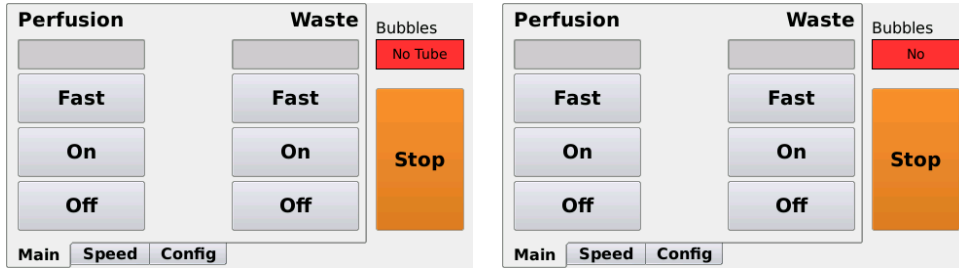 Perfusion Waste Bubbles
No Tube
Fast Fast
On On Stop
Off Off
Main Speed Config
Perfusion Waste Bubbles
No
Fast Fast
On On Stop
Off Off
Main Speed Config